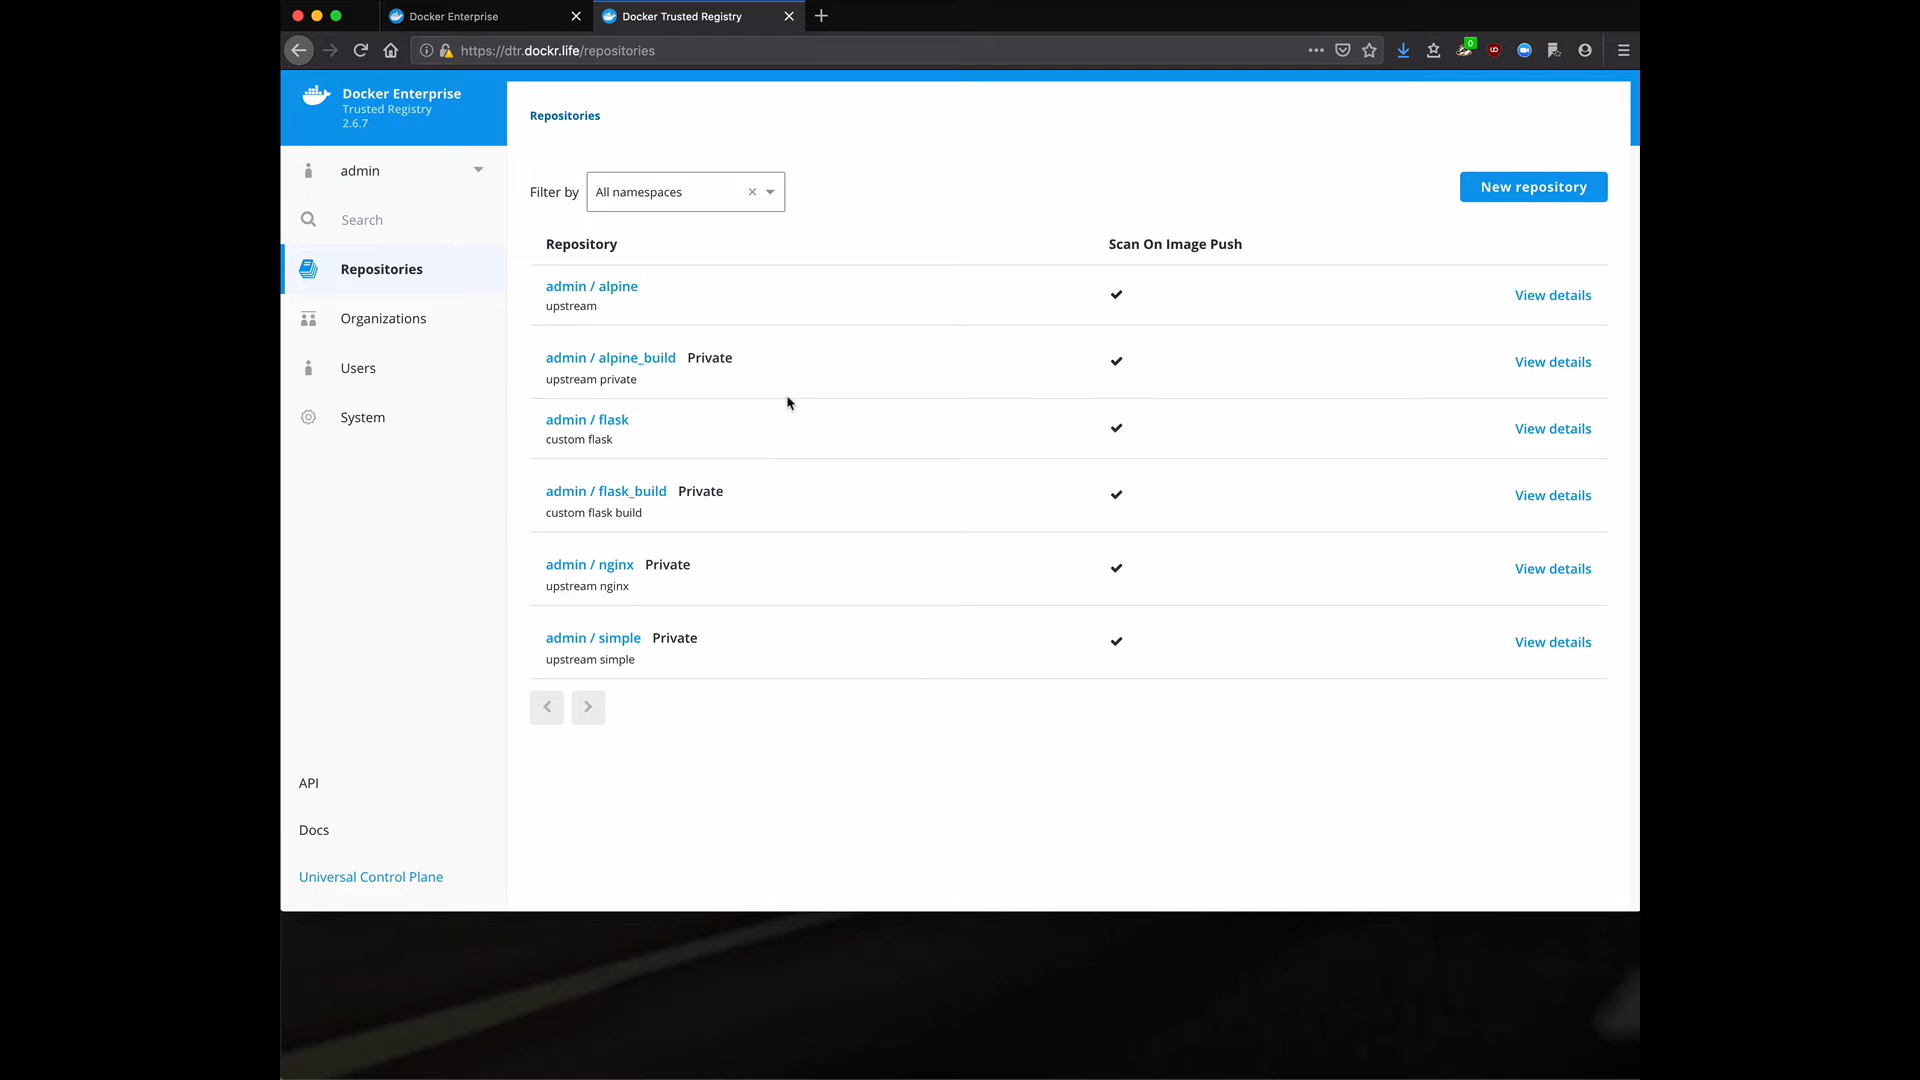 Docker Enterprise
Docker Trusted Registry
https://dtr.dockr.life/repositories
0
Docker Enterprise
Trusted Registry
2.6.7
admin
Search
Repositories
Organizations
Users
System
API
Docs
Universal Control Plane
Repositories
Filter by All namespaces
New repository
Repository Scan On Image Push
admin / alpine
upstream
View details
admin / alpine_build Private
upstream private
View details
admin / flask
custom flask
View details
admin / flask_build Private
custom flask build
View details
admin / nginx Private
upstream nginx
View details
admin / simple Private
upstream simple
View details